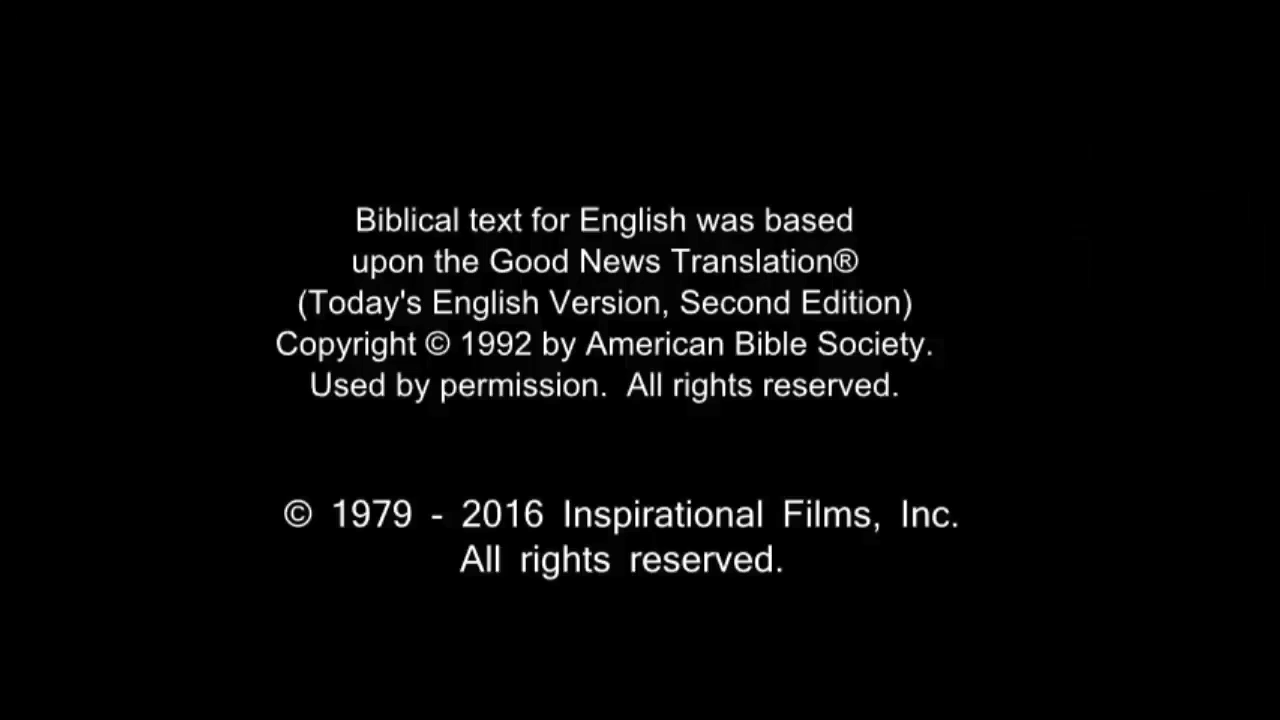 Biblical text for English was based
upon the Good News Translation®
(Today's English Version, Second Edition)
Copyright © 1992 by American Bible Society.
Used by permission.  All rights reserved.
© 1979 - 2016 Inspirational Films, Inc.
All rights reserved.